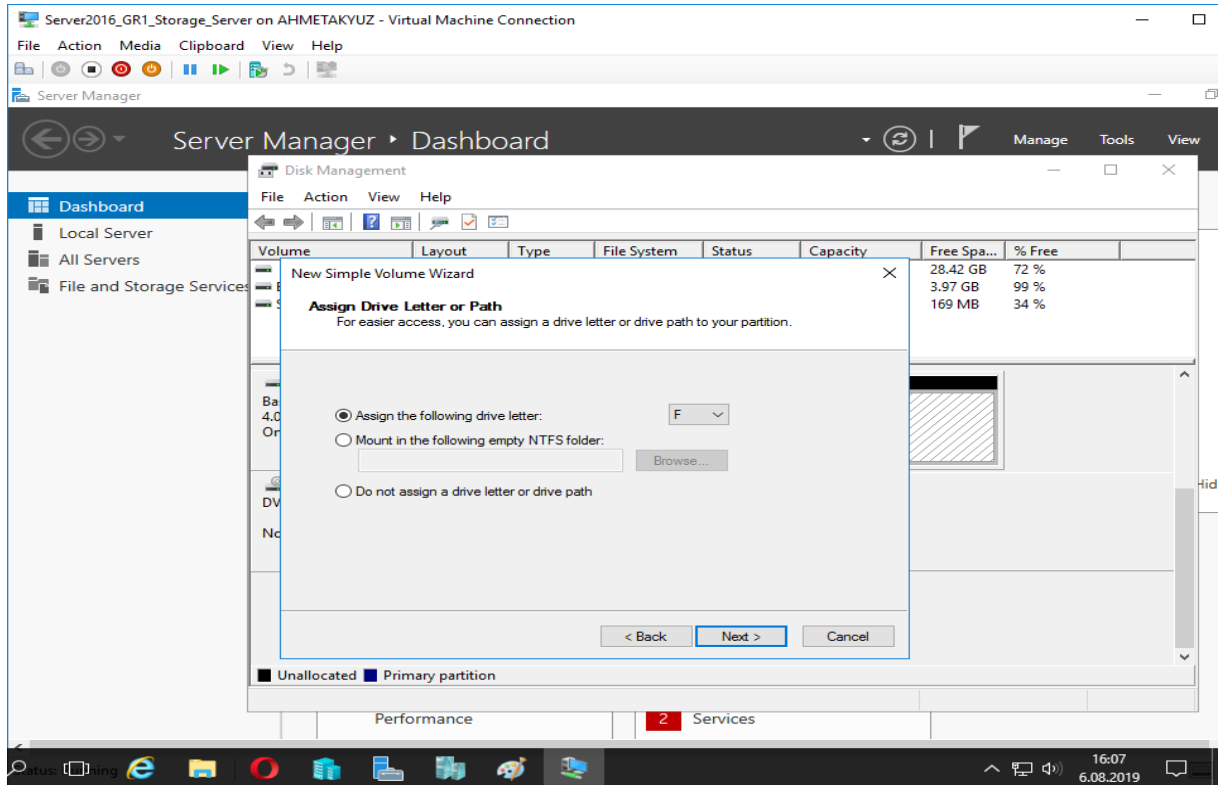 Server2016_GR1_Storage_Server on AHMETAKYUZ - Virtual Machine Connection
File Action Media Clipboard View Help
Server Manager
Server Manager ‣ Dashboard
Manage Tools View
Disk Management
File Action View Help
Dashboard
Local Server
All Servers
File and Storage Services
Volume Layout Type File System Status Capacity Free Spa... % Free
28.42 GB 72 %
3.97 GB 99 %
169 MB 34 %
New Simple Volume Wizard
Assign Drive Letter or Path
For easier access, you can assign a drive letter or drive path to your partition.
Ba
4.0
Assign the following drive letter: F
Mount in the following empty NTFS folder:
Browse...
Do not assign a drive letter or drive path
DV
< Back Next > Cancel
Unallocated Primary partition
Performance
2 Services
16:07
6.08.2019